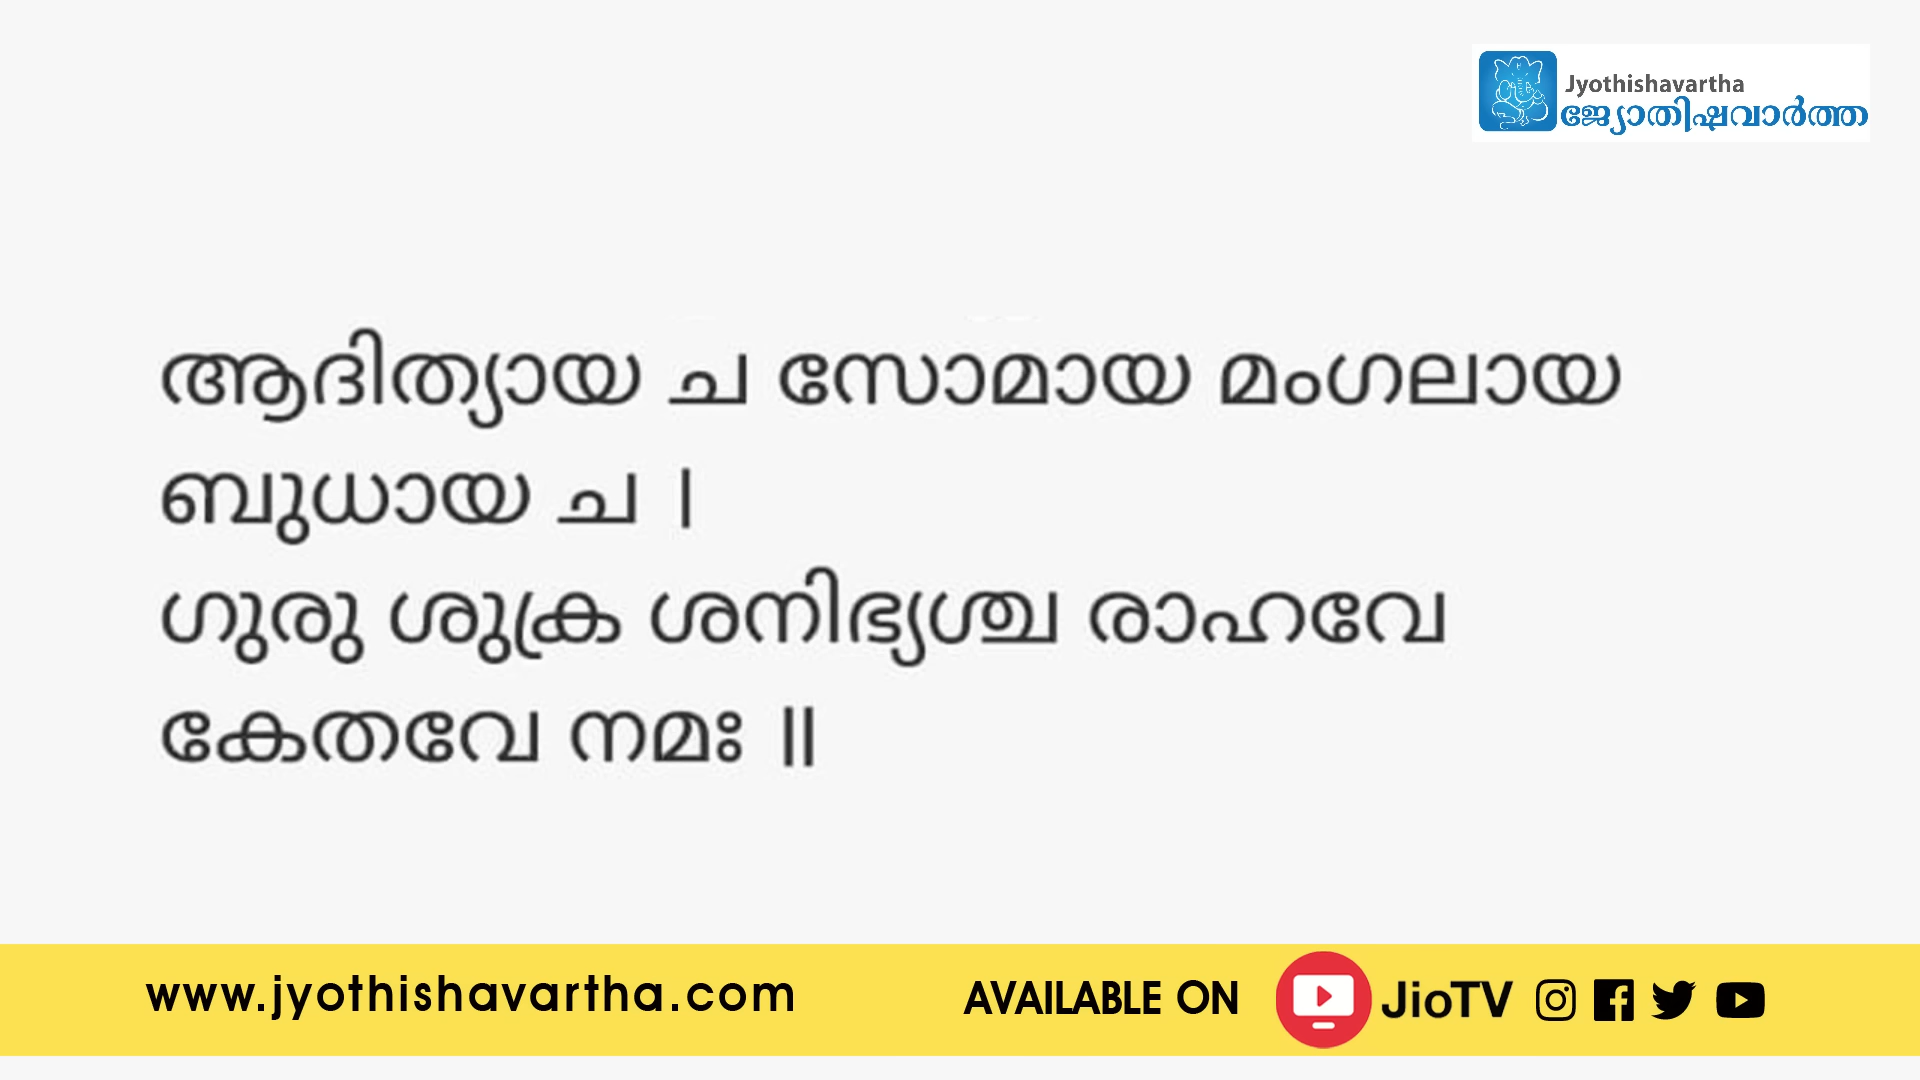 Jyothishavartha
ജ്യോതിഷവാർത്ത
ആദിത്യായ ച സോമായ മംഗലായ
ബുധായ ച ।
ഗുരു ശുക്ര ശനിഭ്യശ്ച രാഹവേ
കേതവേ നമഃ ॥
www.jyothishavartha.com AVAILABLE ON JioTV